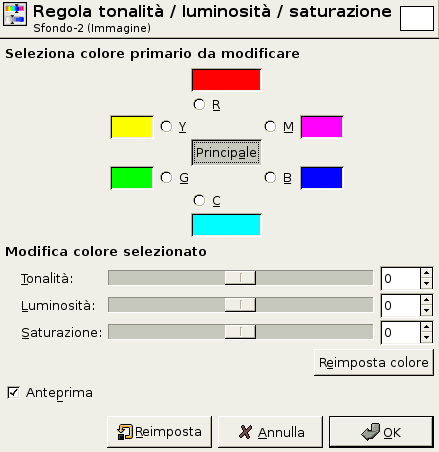 Regola tonalità / luminosità / saturazione
Sfondo-2 (Immagine)
Seleziona colore primario da modificare
R
Y
M
Principale
G
B
C
Modifica colore selezionato
Tonalità:
0
Luminosità:
0
Saturazione:
0
Reimposta colore
Anteprima
Reimposta
Annulla
OK